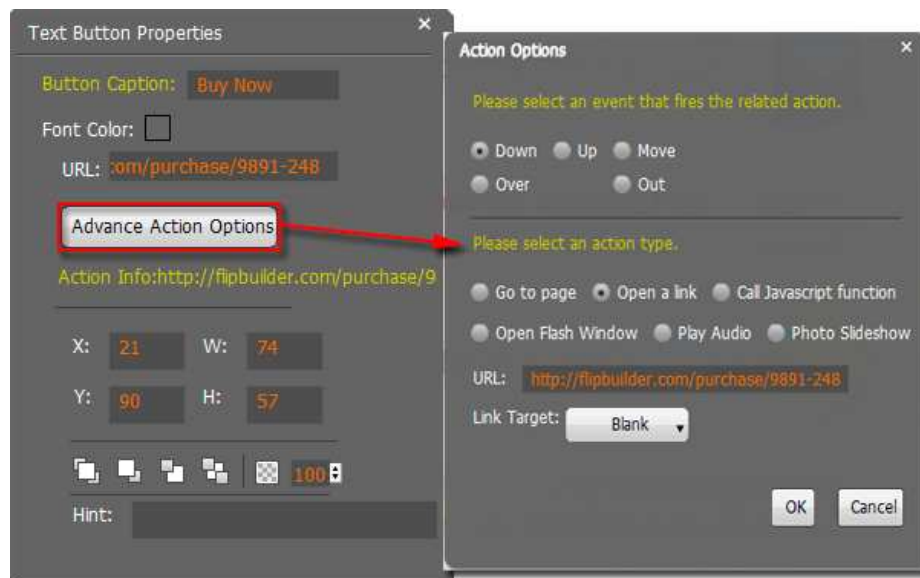 Text Button Properties ×
Button Caption: Buy Now
Font Color:
URL: :om/purchase/9891-248
Advance Action Options
Action Info:http://flipbuilder.com/purchase/9
X: 21 W: 74
Y: 90 H: 57
100
Hint:
Action Options ×
Please select an event that fires the related action.
Down Up Move
Over Out
Please select an action type.
Go to page Open a link Call Javascript function
Open Flash Window Play Audio Photo Slideshow
URL: http://flipbuilder.com/purchase/9891-248
Link Target: Blank
OK Cancel